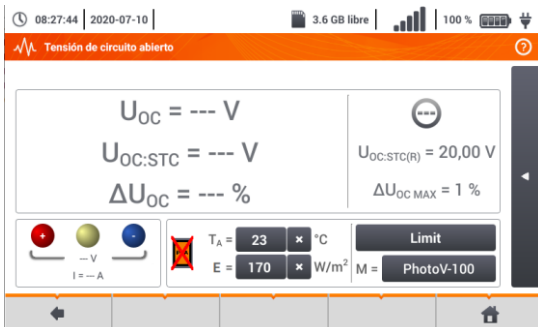 08:27:44 2020-07-10 3.6 GB libre 100 %
Tensión de circuito abierto ?
UOC = --- V
UOC:STC = --- V
ΔUOC = --- %
---
UOC:STC(R) = 20,00 V
ΔUOC MAX = 1 %
+ -
--- V
I = --- A
TA = 23 × °C
E = 170 × W/m²
Limit
M = PhotoV-100